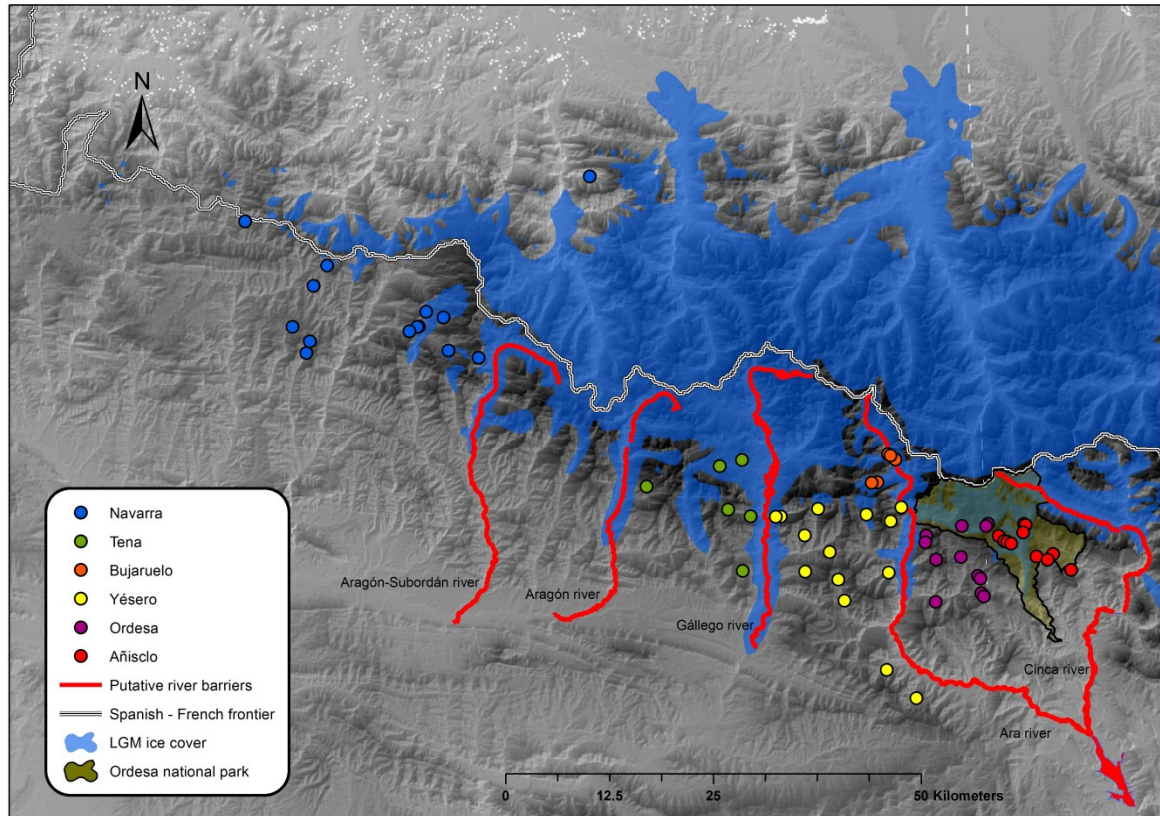 N
Navarra
Tena
Bujaruelo
Yésero
Ordesa
Añisclo
Putative river barriers
Spanish - French frontier
LGM ice cover
Ordesa national park
Aragón-Subordán river
Aragón river
Gállego river
Cinca river
Ara river
0 12.5 25 50 Kilometers